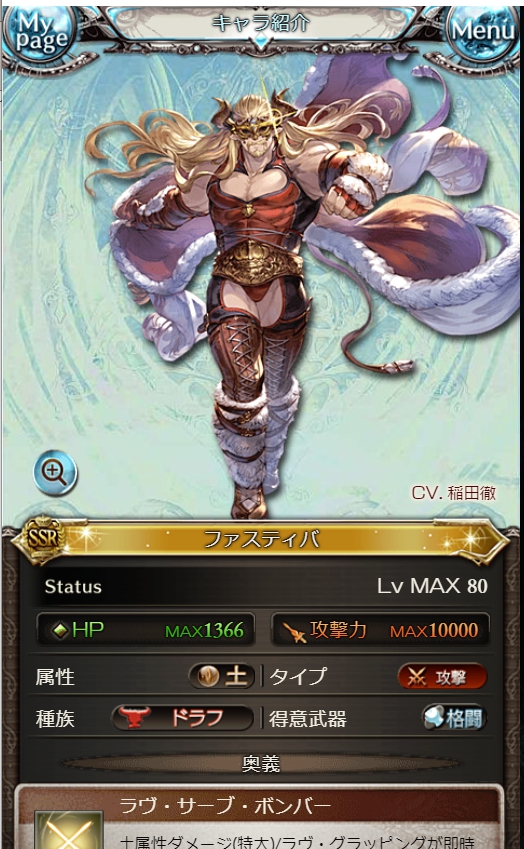 My page
キャラ紹介
Menu
CV. 稲田徹
SSR
ファスティバ
Status
Lv MAX 80
HP MAX1366
攻撃力 MAX10000
属性 土
タイプ 攻撃
種族 ドラフ
得意武器 格闘
奥義
ラヴ・サーブ・ボンバー
土属性ダメージ(特大)/ラヴ・グラッピングが即時